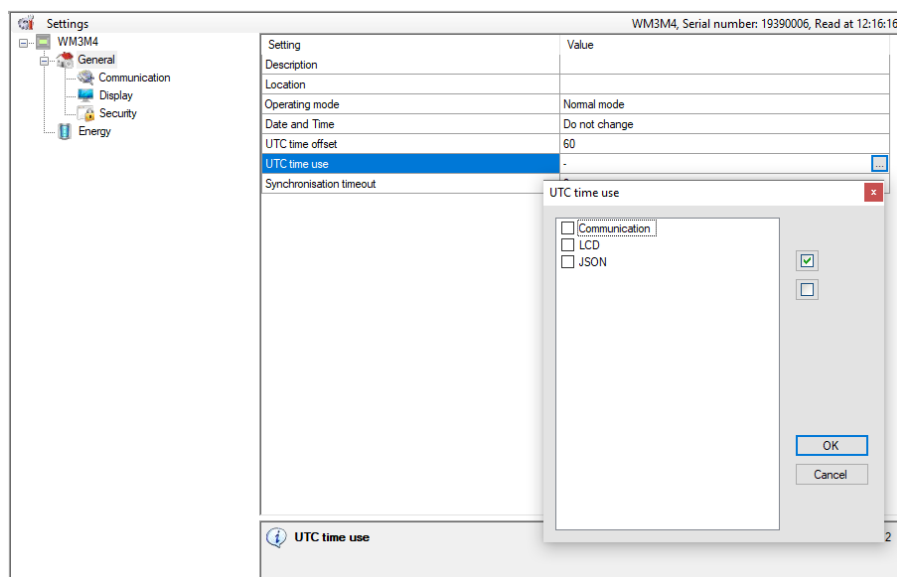 Settings
WM3M4, Serial number: 19390006, Read at 12:16:16
WM3M4
General
Communication
Display
Security
Energy
Setting Value
Description
Location
Operating mode Normal mode
Date and Time Do not change
UTC time offset 60
UTC time use - ...
Synchronisation timeout
UTC time use x
Communication
LCD
JSON
OK
Cancel
UTC time use
2